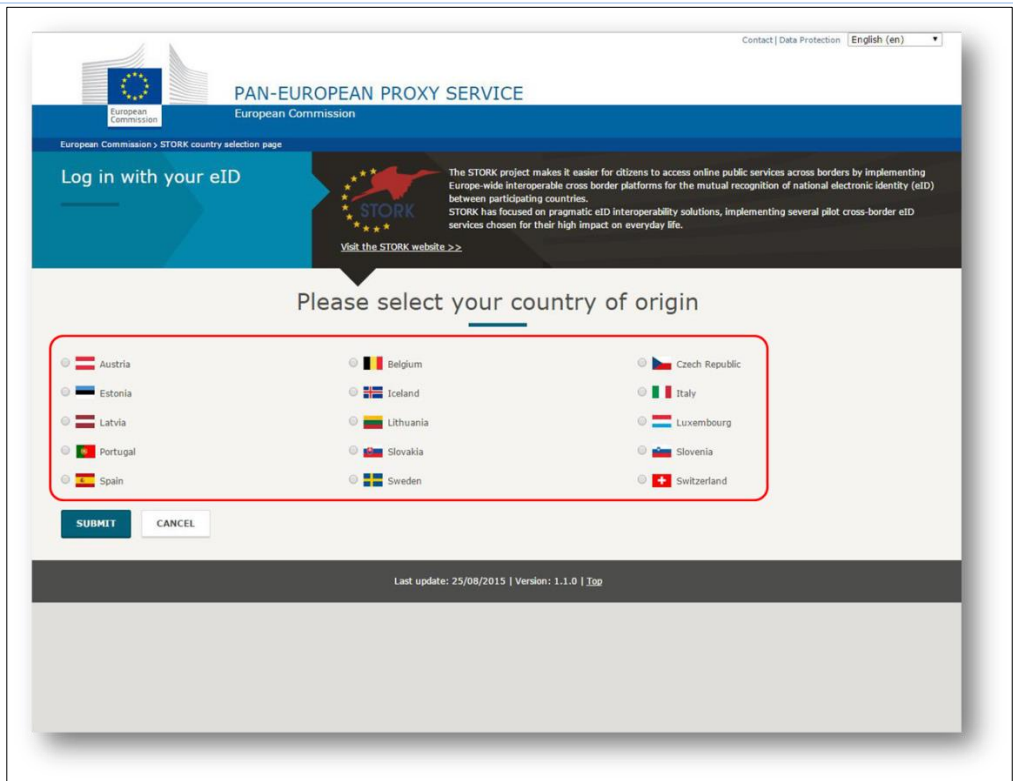 Contact | Data Protection English (en)
European
Commission
PAN-EUROPEAN PROXY SERVICE
European Commission
European Commission > STORK country selection page
Log in with your eID
STORK
Visit the STORK website >>
The STORK project makes it easier for citizens to access online public services across borders by implementing
Europe-wide interoperable cross border platforms for the mutual recognition of national electronic identity (eID)
between participating countries.
STORK has focused on pragmatic eID interoperability solutions, implementing several pilot cross-border eID
services chosen for their high impact on everyday life.
Please select your country of origin
Austria Belgium Czech Republic
Estonia Iceland Italy
Latvia Lithuania Luxembourg
Portugal Slovakia Slovenia
Spain Sweden Switzerland
SUBMIT CANCEL
Last update: 25/08/2015 | Version: 1.1.0 | Top